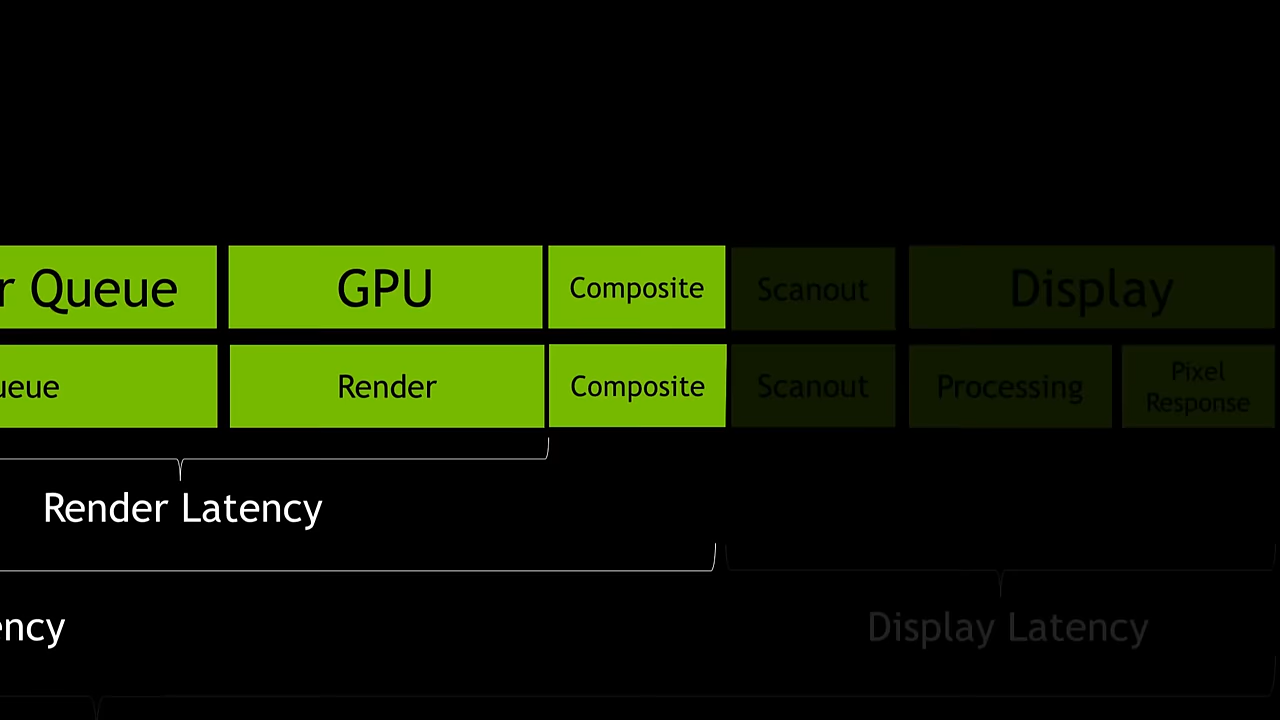 r Queue GPU Composite Scanout Display
ueue Render Composite Scanout Processing Pixel
Response
Render Latency
ency Display Latency